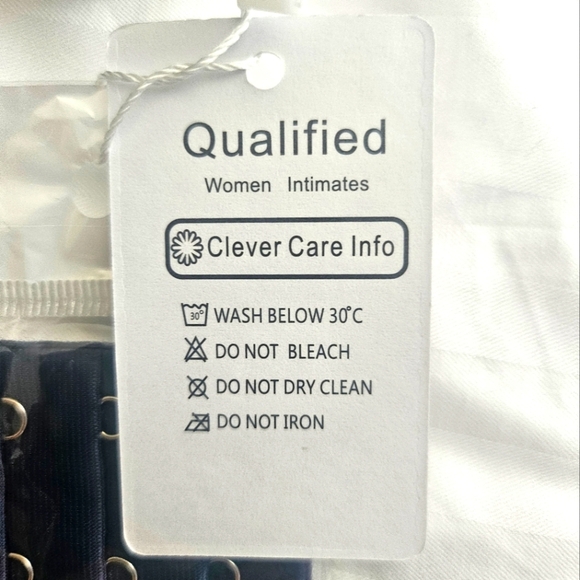 Qualified
Women Intimates
Clever Care Info
30° WASH BELOW 30°C
DO NOT BLEACH
DO NOT DRY CLEAN
DO NOT IRON